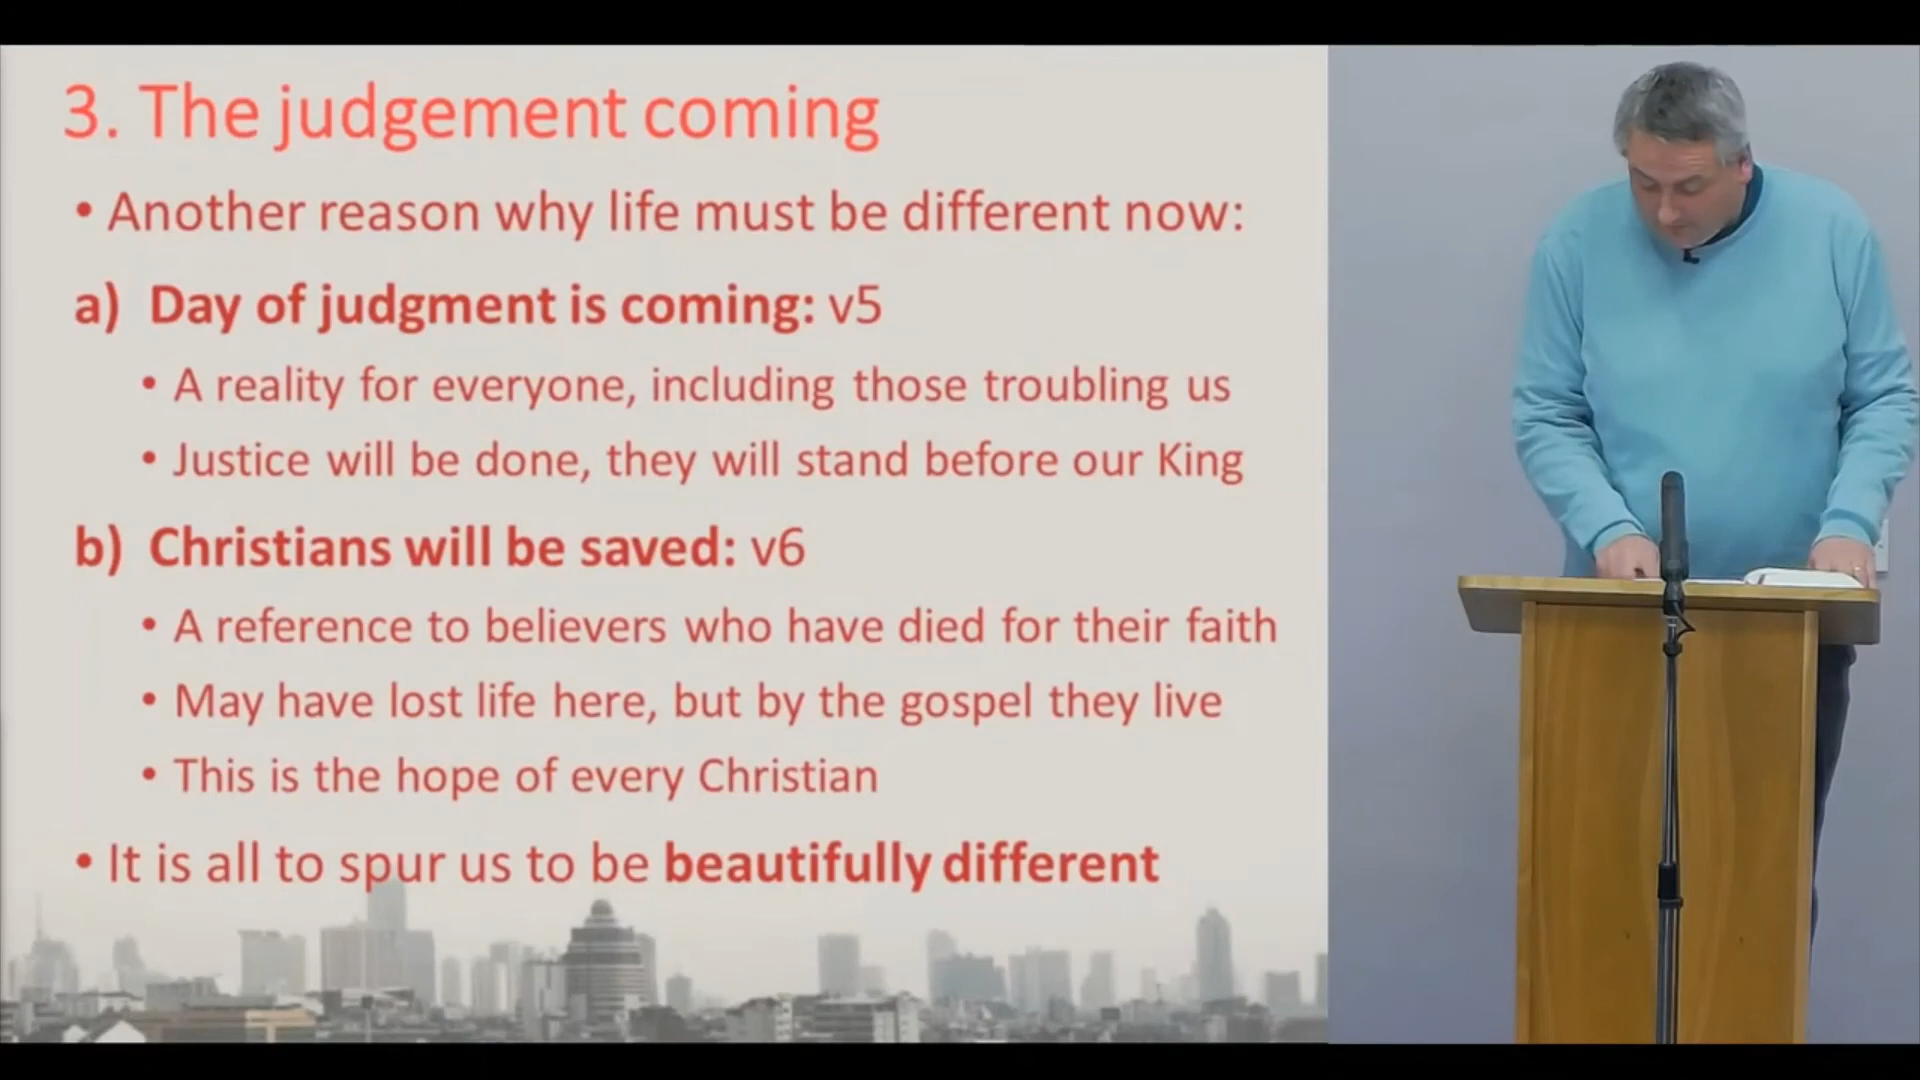 3. The judgement coming
• Another reason why life must be different now:
a) Day of judgment is coming: v5
• A reality for everyone, including those troubling us
• Justice will be done, they will stand before our King
b) Christians will be saved: v6
• A reference to believers who have died for their faith
• May have lost life here, but by the gospel they live
• This is the hope of every Christian
• It is all to spur us to be beautifully different